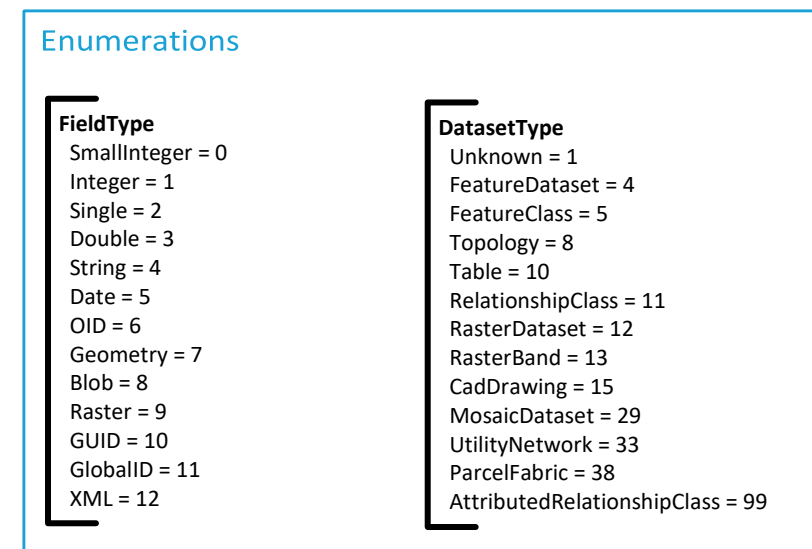 Enumerations
FieldType
SmallInteger = 0
Integer = 1
Single = 2
Double = 3
String = 4
Date = 5
OID = 6
Geometry = 7
Blob = 8
Raster = 9
GUID = 10
GlobalID = 11
XML = 12
DatasetType
Unknown = 1
FeatureDataset = 4
FeatureClass = 5
Topology = 8
Table = 10
RelationshipClass = 11
RasterDataset = 12
RasterBand = 13
CadDrawing = 15
MosaicDataset = 29
UtilityNetwork = 33
ParcelFabric = 38
AttributedRelationshipClass = 99